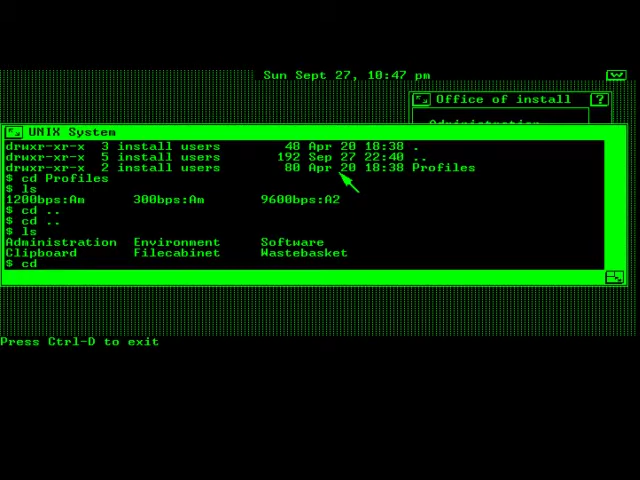 Sun Sept 27, 10:47 pm
Office of install ?
Administration
UNIX System
drwxr-xr-x  3 install users         48 Apr 20 18:38 .
drwxr-xr-x  5 install users        192 Sep 27 22:40 ..
drwxr-xr-x  2 install users         80 Apr 20 18:38 Profiles
$ cd Profiles
$ ls
1200bps:Am      300bps:Am       9600bps:A2
$ cd ..
$ cd ..
$ ls
Administration  Environment     Software
Clipboard       Filecabinet     Wastebasket
$ cd
Press Ctrl-D to exit